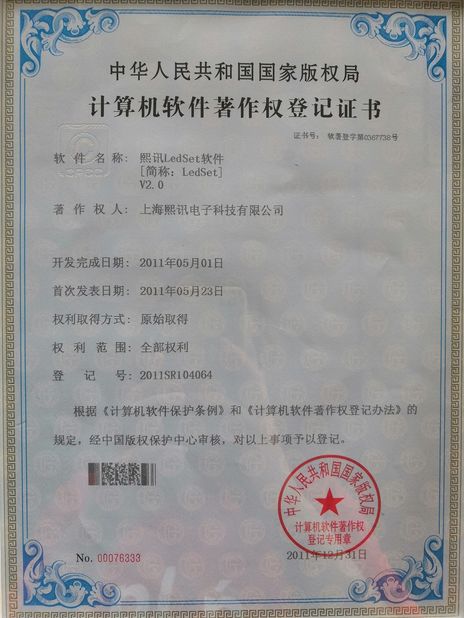 中华人民共和国国家版权局
计算机软件著作权登记证书
证书号： 软著登字第0367738号
软件名称： 熙讯LedSet软件
[简称：LedSet]
V2.0
著作权人： 上海熙讯电子科技有限公司
开发完成日期： 2011年05月01日
首次发表日期： 2011年05月23日
权利取得方式： 原始取得
权利范围： 全部权利
登记号： 2011SR104064
根据《计算机软件保护条例》和《计算机软件著作权登记办法》的
规定，经中国版权保护中心审核，对以上事项予以登记。
中华人民共和国国家版权局
计算机软件著作权
登记专用章
No. 00076333
2011年12月31日
CPCC